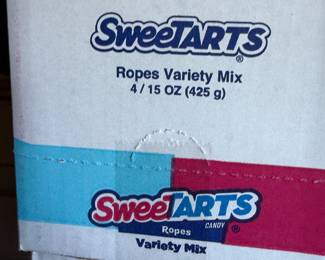 SweeTARTS®
Ropes Variety Mix
4 / 15 OZ (425 g)
SweeTARTS
CANDY ®
Ropes
Variety Mix